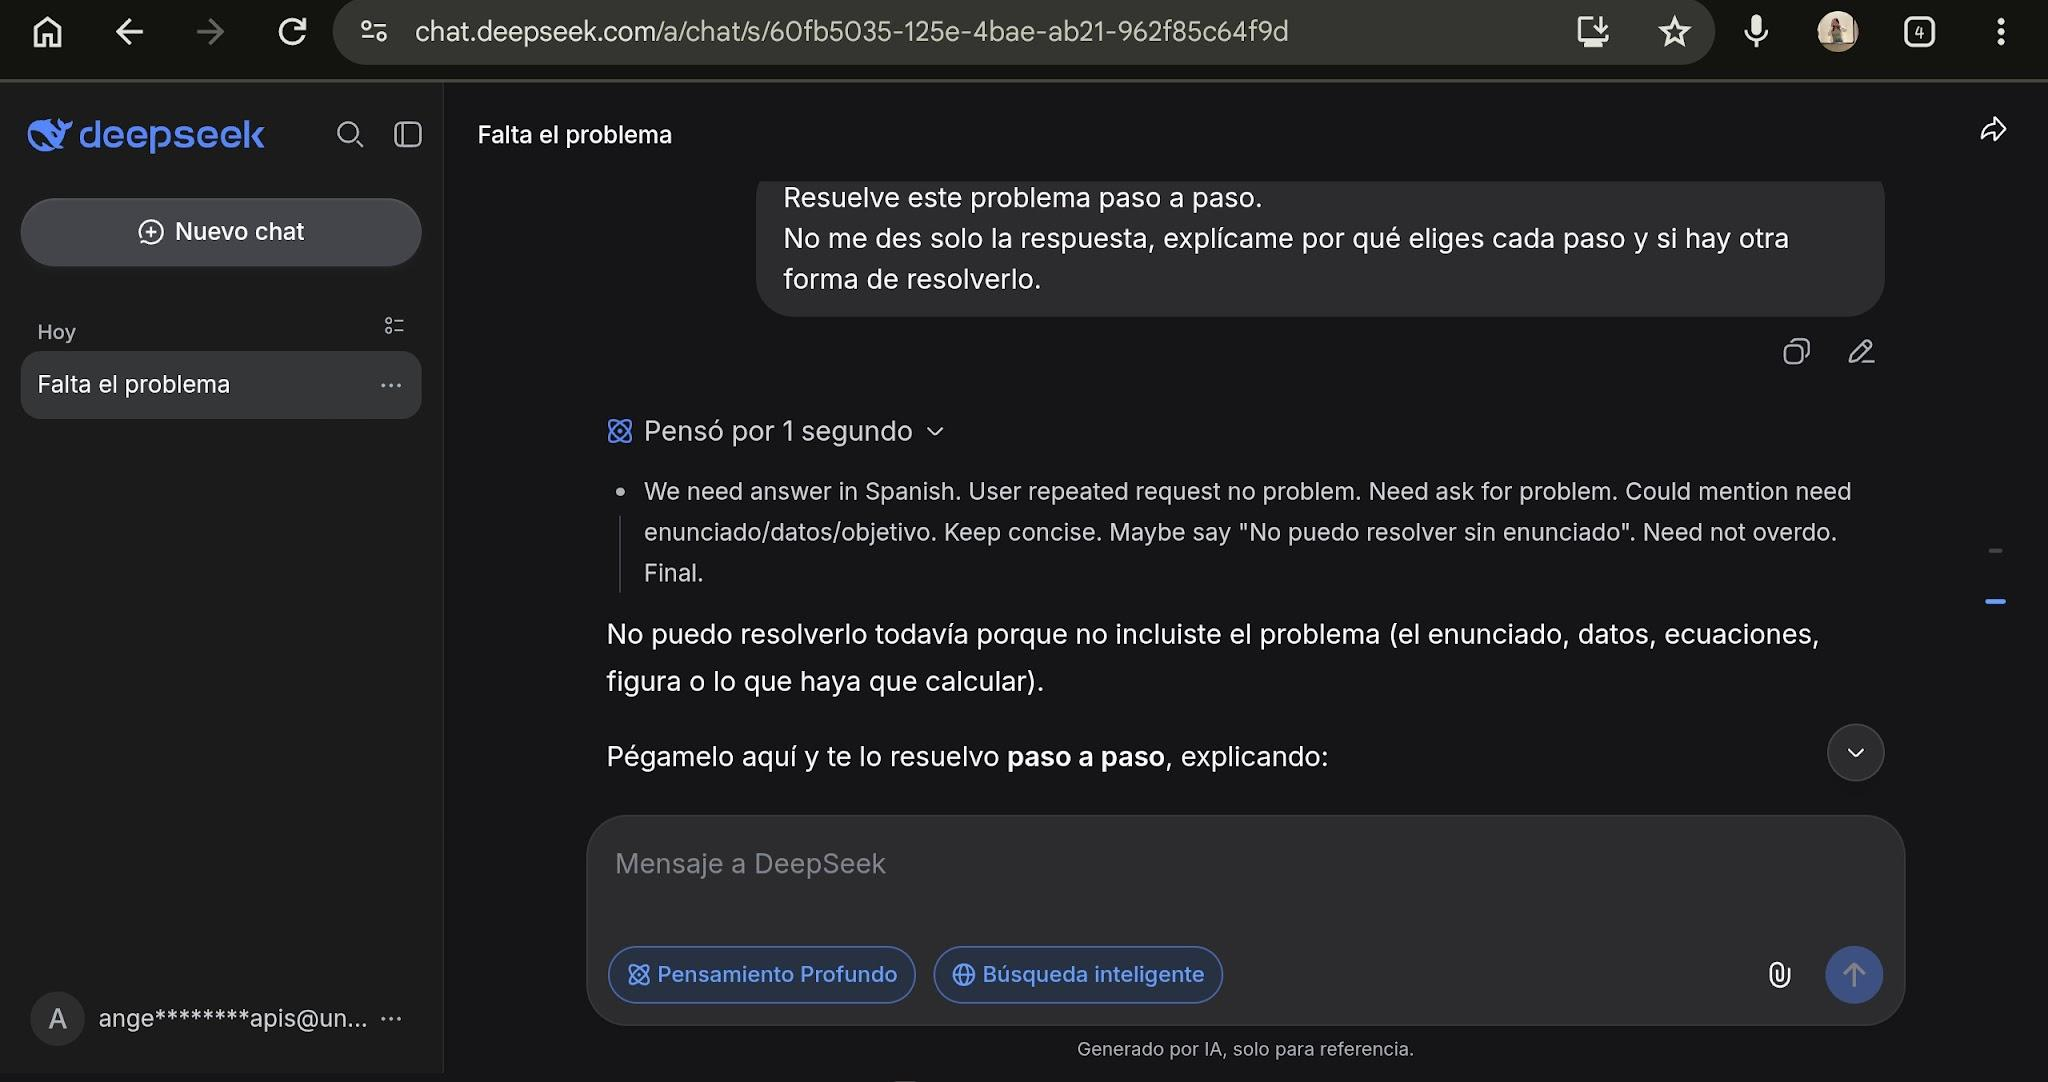 chat.deepseek.com/a/chat/s/60fb5035-125e-4bae-ab21-962f85c64f9d
4
deepseek
Nuevo chat
Hoy
Falta el problema
A
ange********apis@un...
Falta el problema
Resuelve este problema paso a paso.
No me des solo la respuesta, explícame por qué eliges cada paso y si hay otra
forma de resolverlo.
Pensó por 1 segundo
We need answer in Spanish. User repeated request no problem. Need ask for problem. Could mention need
enunciado/datos/objetivo. Keep concise. Maybe say "No puedo resolver sin enunciado". Need not overdo.
Final.
No puedo resolverlo todavía porque no incluiste el problema (el enunciado, datos, ecuaciones,
figura o lo que haya que calcular).
Pégamelo aquí y te lo resuelvo paso a paso, explicando:
Mensaje a DeepSeek
Pensamiento Profundo
Búsqueda inteligente
Generado por IA, solo para referencia.